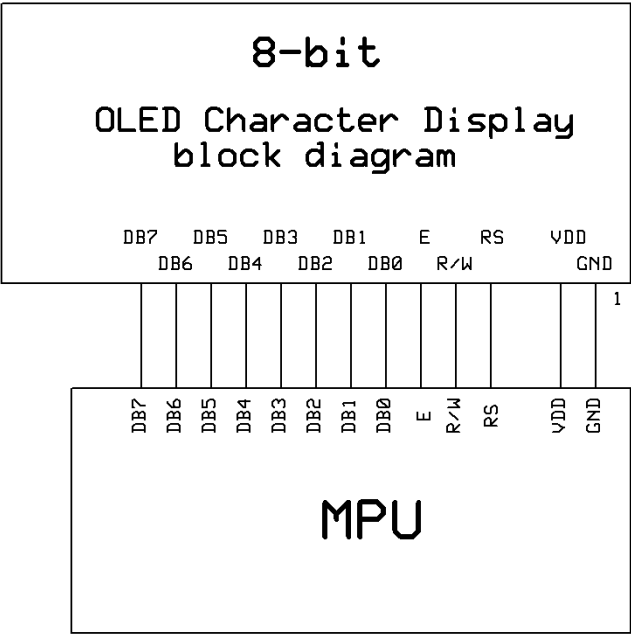 8-bit
OLED Character Display
block diagram
DB7 DB5 DB3 DB1 E RS VDD
DB6 DB4 DB2 DB0 R/W GND
1
DB7 DB6 DB5 DB4 DB3 DB2 DB1 DB0 E R/W RS VDD GND
MPU